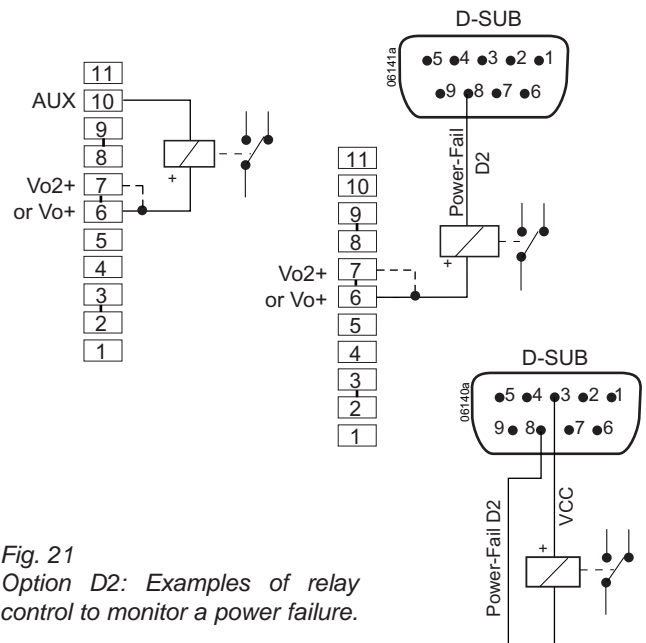 D-SUB
06141a
5 4 3 2 1
9 8 7 6
Power-Fail
D2
11
AUX 10
9
8
Vo2+ 7
or Vo+ 6
5
4
3
2
1
+
11
10
9
8
Vo2+ 7
or Vo+ 6
5
4
3
2
1
+
D-SUB
06140a
5 4 3 2 1
9 8 7 6
Power-Fail D2
VCC
+
Fig. 21
Option D2: Examples of relay
control to monitor a power failure.